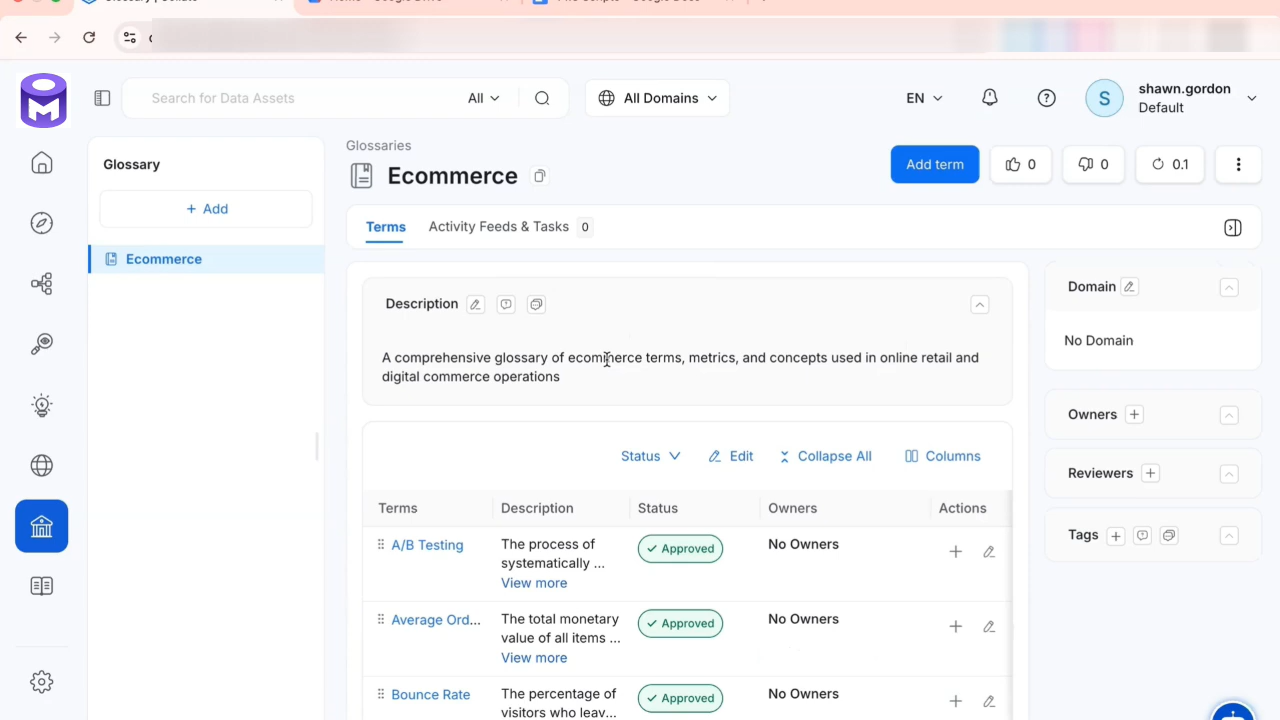 Search for Data Assets
All
All Domains
EN
S
shawn.gordon
Default
Glossary
+ Add
Ecommerce
Glossaries
Ecommerce
Add term
0
0
0.1
Terms
Activity Feeds & Tasks 0
Description
A comprehensive glossary of ecommerce terms, metrics, and concepts used in online retail and
digital commerce operations
Status
Edit
Collapse All
Columns
Terms
Description
Status
Owners
Actions
A/B Testing
The process of
systematically ...
View more
Approved
No Owners
Average Ord...
The total monetary
value of all items ...
View more
Approved
No Owners
Bounce Rate
The percentage of
visitors who leav...
Approved
No Owners
Domain
No Domain
Owners
Reviewers
Tags